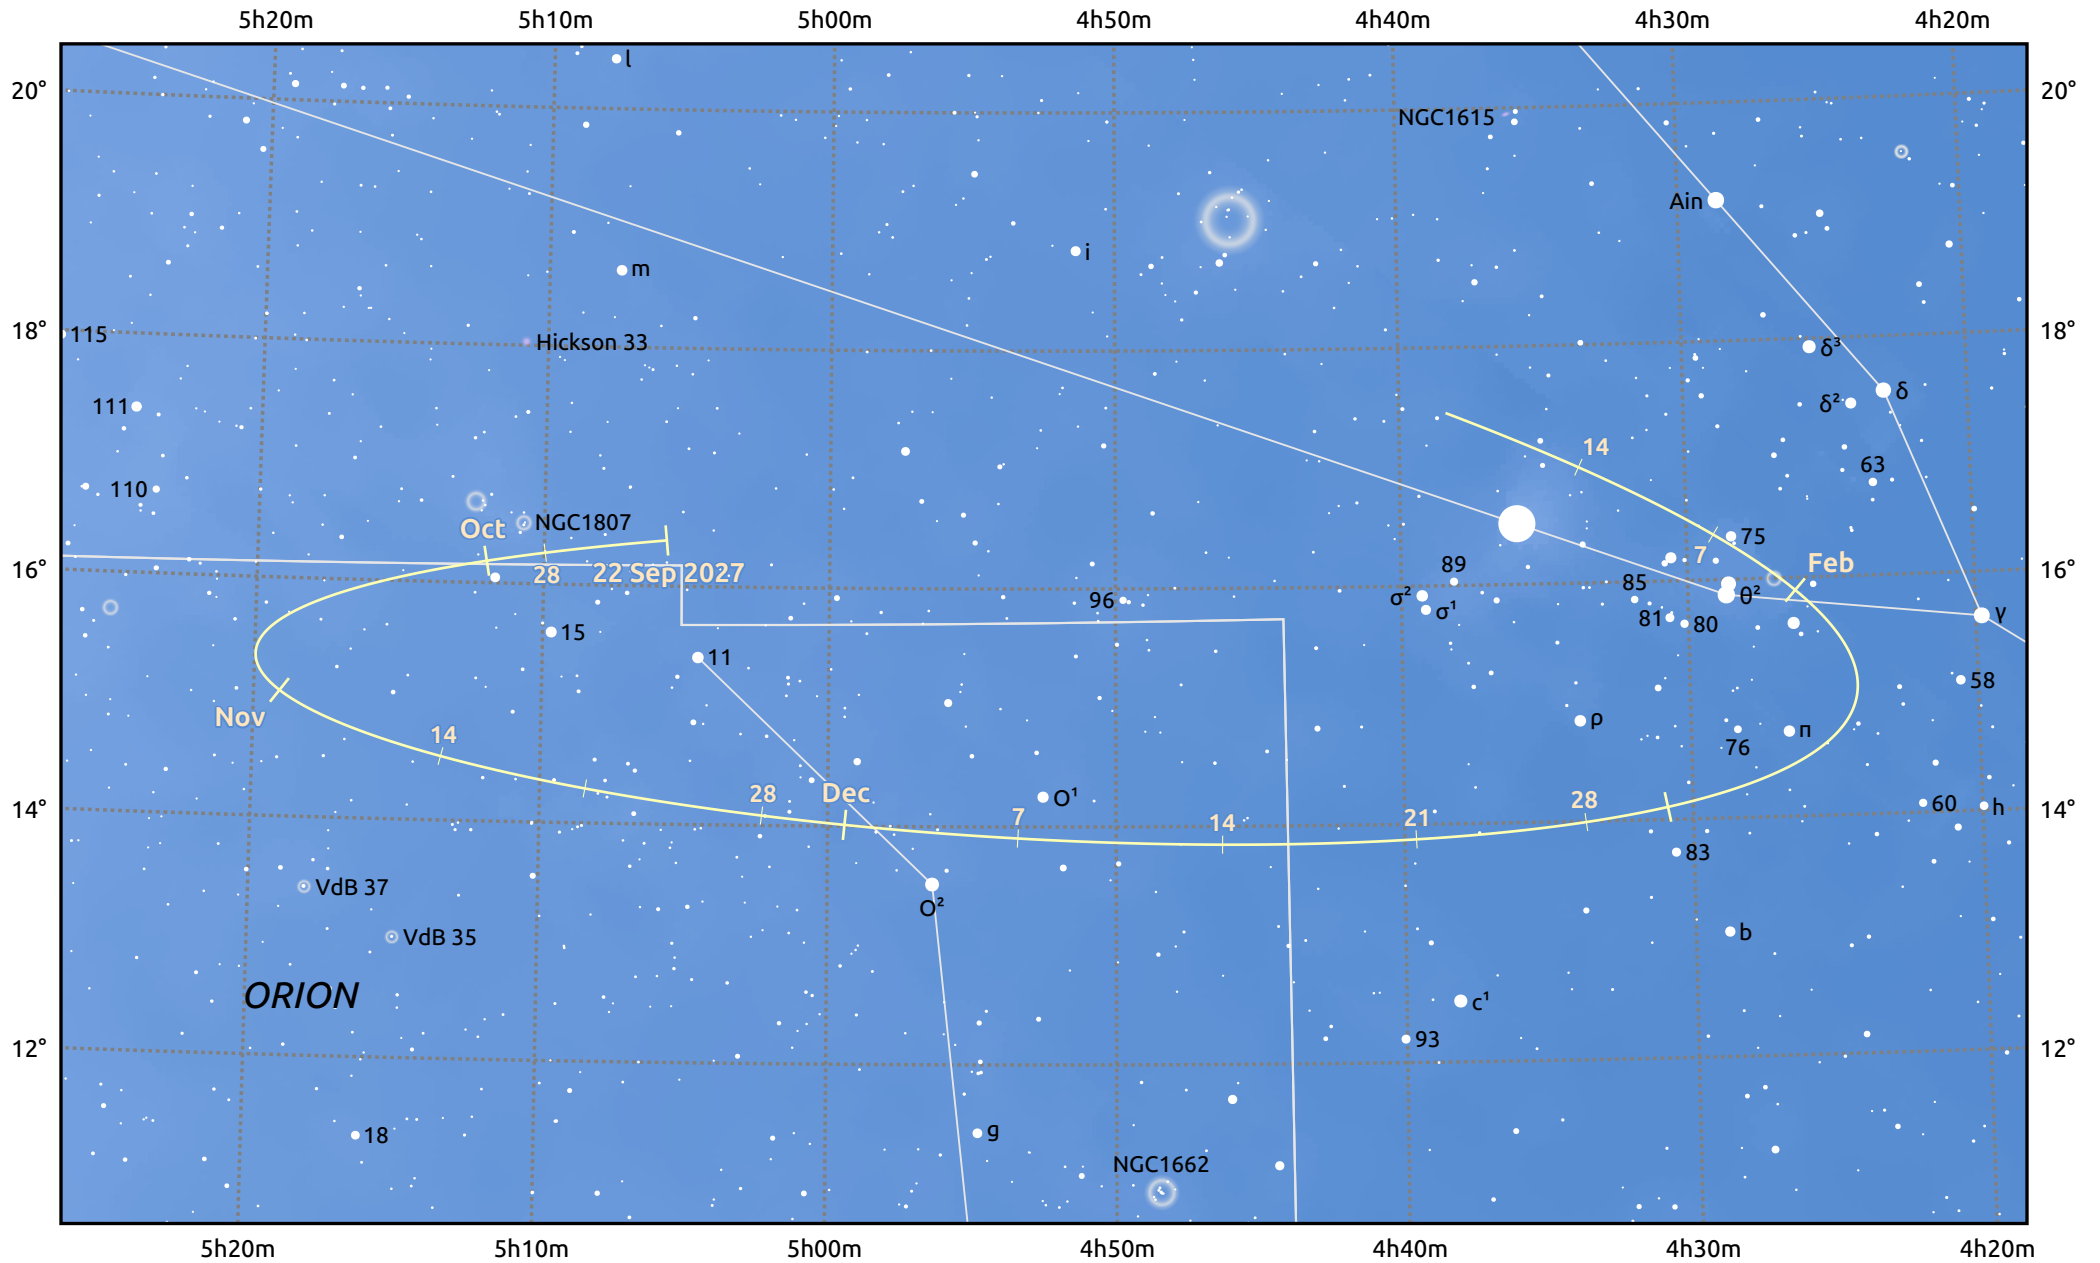 5h20m 5h10m 5h00m 4h50m 4h40m 4h30m 4h20m
l
20° 20°
NGC1615
Ain
i
m
18° 18°
115
Hickson 33
δ³
δ
111
δ²
14
63
110
Oct
NGC1807
75
7
Feb
16° 16°
28 22 Sep 2027
89
85
σ² σ¹
96
θ²
81 80
γ
15
11
58
Nov
ρ
14
76
π
28 Dec
O¹
7 14 21 28
60
h
14° 14°
83
VdB 37
O²
VdB 35
b
ORION
c¹
93
12° 12°
18
g
NGC1662
5h20m 5h10m 5h00m 4h50m 4h40m 4h30m 4h20m